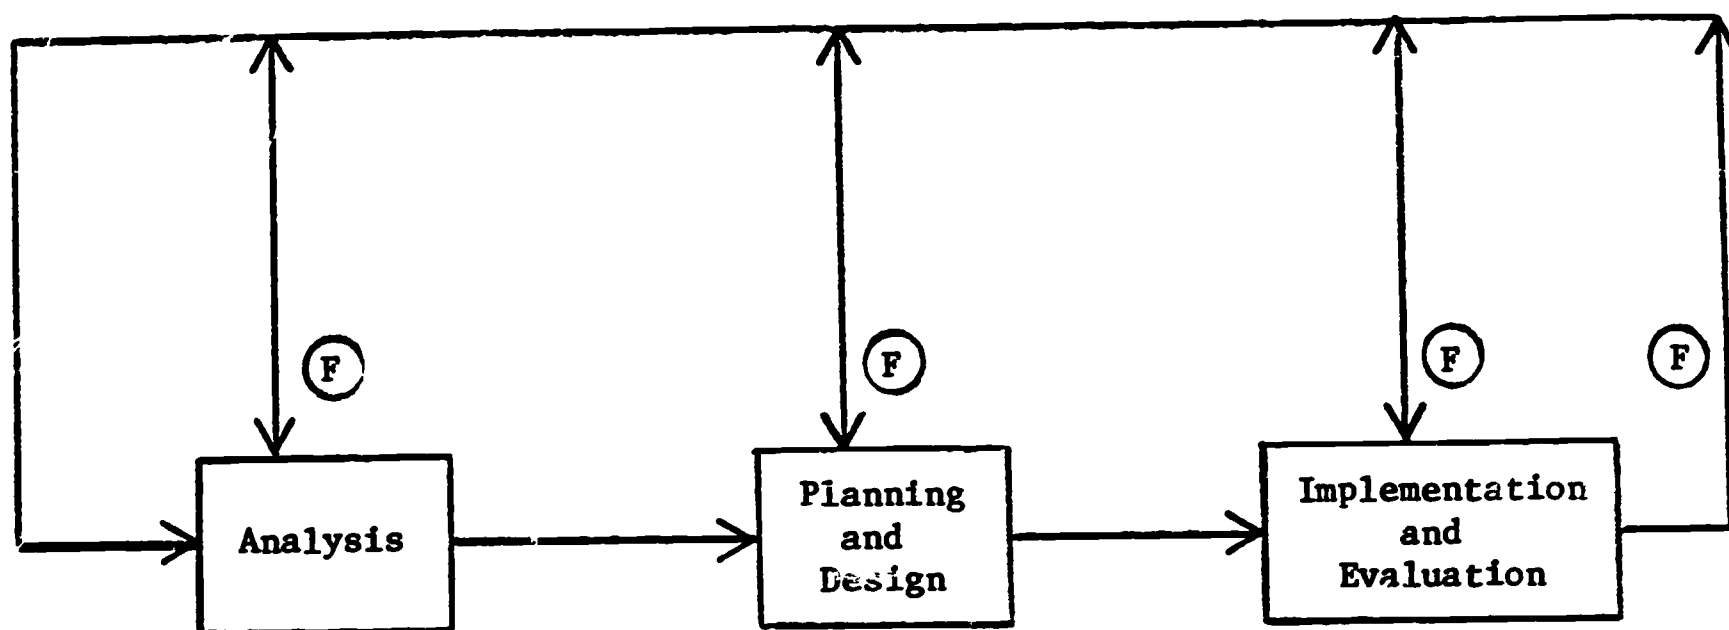 F
F
F
F
Analysis
Planning
and
Design
Implementation
and
Evaluation